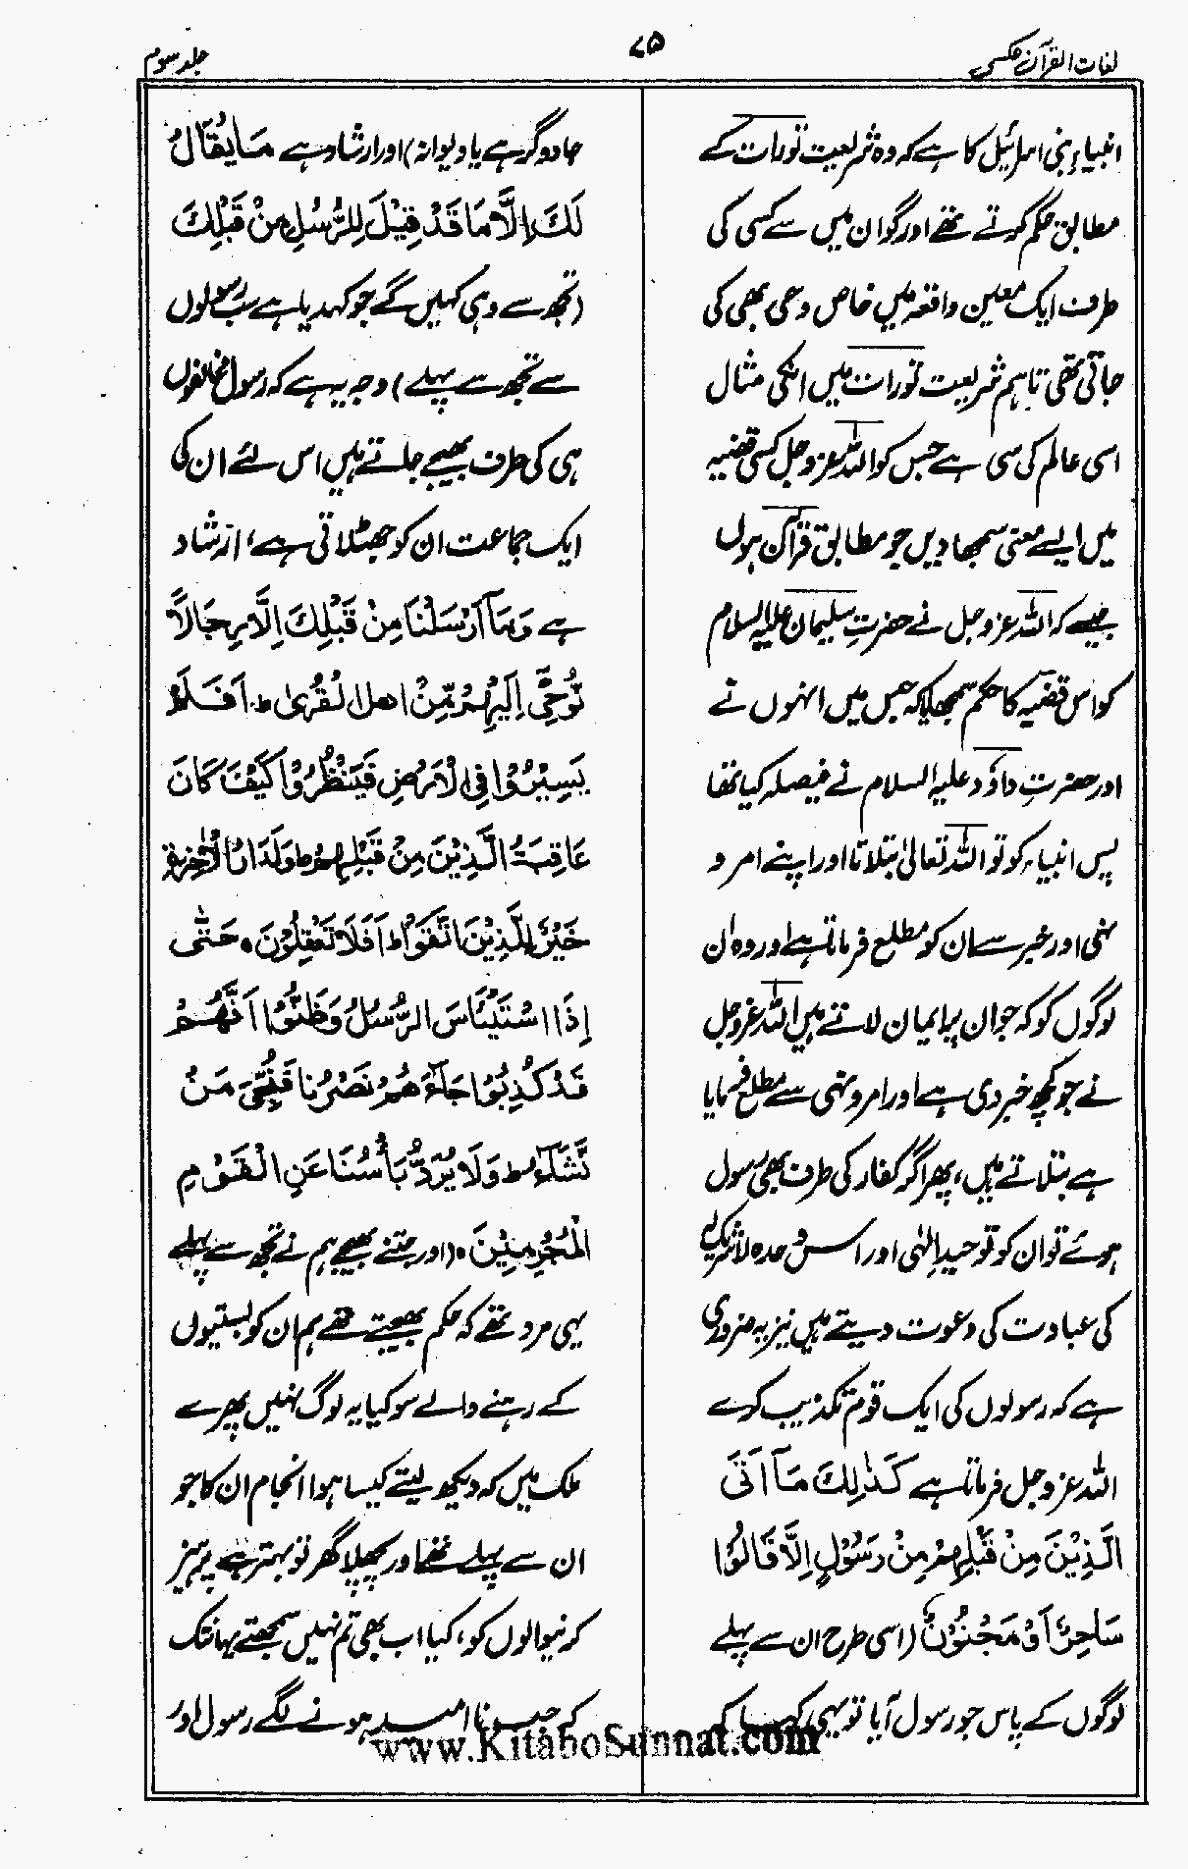 لغات القرآن عکسی
۷۵
جلد سوم
انبیاءِ بنی اسرائیل کا ہے کہ وہ شریعت تورات کے
مطابق حکم کرتے تھے اور گو ان میں سے کسی کی
طرف ایک معین واقعہ میں خاص وحی بھی کی
جاتی تھی تاہم شریعت تورات میں انکی مثال
اسی عالم کی سی ہے جس کو اللہ عزوجل کسی قضیہ
میں ایسے معنی سمجھا دیں جو مطابق قرآن ہوں
جیسے کہ اللہ عزوجل نے حضرت سلیمان علیہ السلام
کو اس قضیہ کا حکم سمجھلایا کہ جس میں انہوں نے
اور حضرتِ داؤد علیہ السلام نے فیصلہ کیا تھا
پس انبیاء کو تو اللہ تعالیٰ بتلاتا اور اپنے امر و
نہی اور خبر سے ان کو مطلع فرماتا ہے اور وہ ان
لوگوں کو کہ جو ان پر ایمان لاتے ہیں اللہ عزوجل
نے جو کچھ خبر دی ہے اور امر و نہی سے مطلع فرمایا
ہے بتلاتے ہیں، پھر اگر کفار کی طرف بھی رسول
ہوئے تو ان کو توحید الٰہی اور اس وحدہ لاشریک لہ
کی عبادت کی دعوت دیتے ہیں نیز یہ ضروری
ہے کہ رسولوں کی ایک قوم تکذیب کرے
اللہ عزوجل فرماتا ہے كَذٰلِكَ مَآ اَتَى
الَّذِيْنَ مِنْ قَبْلِهِمْ مِنْ رَسُوْلٍ اِلَّا قَالُوْا
سَاحِرٌ اَوْ مَجْنُوْنٌ (اسی طرح ان سے پہلے
لوگوں کے پاس جو رسول آیا تو یہی کہا کہ
جادوگر ہے یا دیوانہ) اور ارشاد ہے مَا يُقَالُ
لَكَ اِلَّا مَا قَدْ قِيْلَ لِلرُّسُلِ مِنْ قَبْلِكَ
(تجھ سے وہی کہیں گے جو کہدیا ہے سب رسولوں
سے تجھ سے پہلے) وجہ یہ ہے کہ رسول مخالفوں
ہی کی طرف بھیجے جاتے ہیں اس لئے ان کی
ایک جماعت ان کو جھٹلاتی ہے، ارشاد
ہے وَمَآ اَرْسَلْنَا مِنْ قَبْلِكَ اِلَّا رِجَالًا
نُّوْحِىْ اِلَيْهِمْ مِّنْ اهل الْقُرٰى ط اَفَلَمْ
يَسِيْرُوْا فِى الْاَرْضِ فَيَنْظُرُوْا كَيْفَ كَانَ
عَاقِبَةُ الَّذِيْنَ مِنْ قَبْلِهِمْ ط وَلَدَارُ الْاٰخِرَةِ
خَيْرٌ لِّلَّذِيْنَ اتَّقَوْا ط اَفَلَا تَعْقِلُوْنَ ه حَتّٰى
اِذَا اسْتَيْئَاَسَ الرُّسُلُ وَظَنُّوْا اَنَّهُمْ
قَدْ كُذِبُوْا جَآءَهُمْ نَصْرُنَا فَنُجِّىَ مَنْ
نَّشَآءُ ط وَلَا يُرَدُّ بَأْسُنَا عَنِ الْقَوْمِ
الْمُجْرِمِيْنَ ه (اور جتنے بھیجے ہم نے تجھ سے پہلے
یہی مرد تھے کہ حکم بھیجتے تھے ہم ان کو بستیوں
کے رہنے والے سو کیا یہ لوگ نہیں پھرے
ملک میں کہ دیکھ لیتے کیسا ہوا انجام ان کا جو
ان سے پہلے تھے اور پچھلا گھر تو بہتر ہے پرہیز
کرنیوالوں کو، کیا اب بھی تم نہیں سمجھتے یہانتک
کہ جب ناامید ہونے لگے رسول اور
www.KitaboSunnat.com